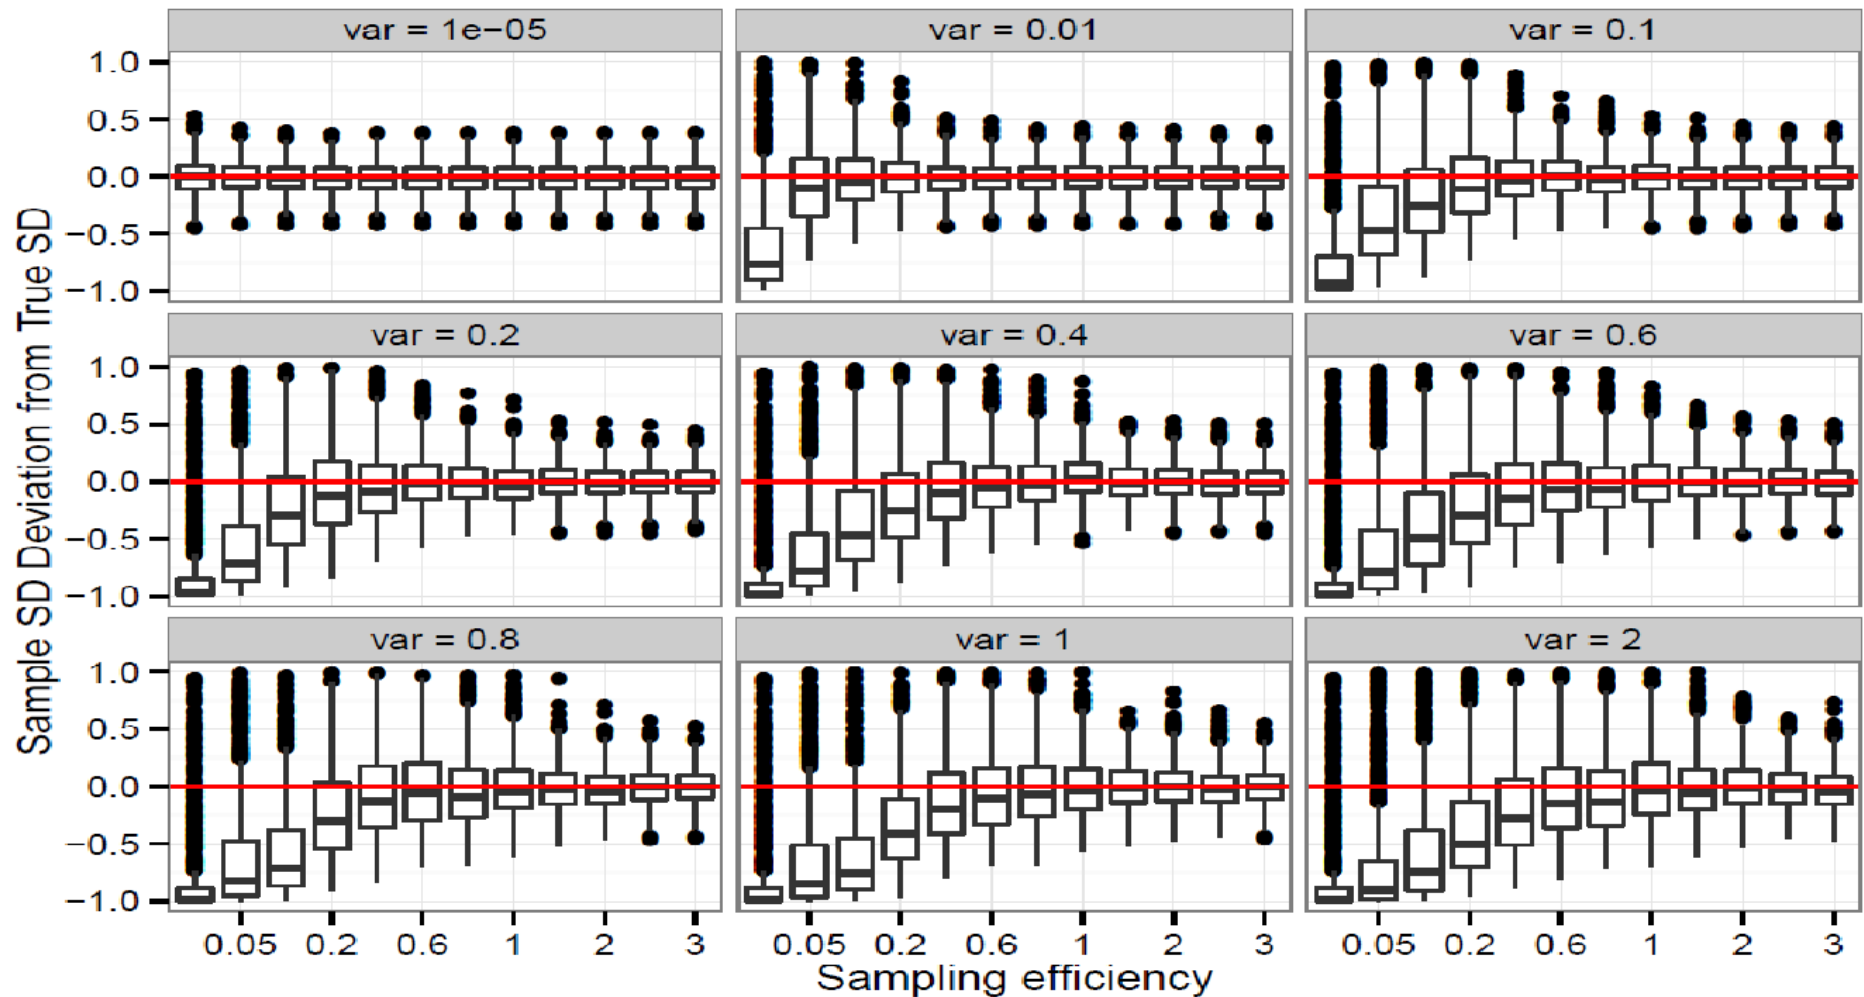 var = 1e−05 var = 0.01 var = 0.1
1.0
0.5
0.0
−0.5
−1.0
var = 0.2 var = 0.4 var = 0.6
1.0
0.5
0.0
−0.5
−1.0
var = 0.8 var = 1 var = 2
1.0
0.5
0.0
−0.5
−1.0
0.05 0.2 0.6 1 2 3 0.05 0.2 0.6 1 2 3 0.05 0.2 0.6 1 2 3
Sampling efficiency
Sample SD Deviation from True SD